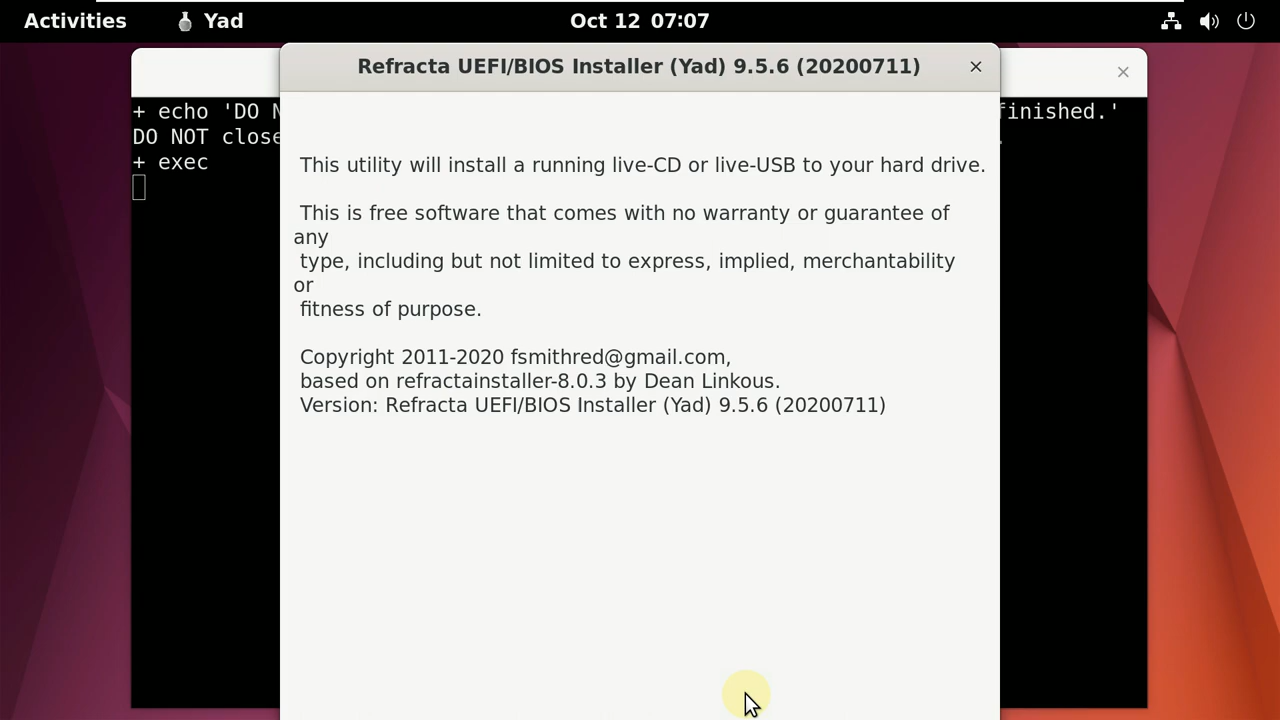 Activities Yad Oct 12 07:07
Refracta UEFI/BIOS Installer (Yad) 9.5.6 (20200711)
+ echo 'DO finished.'
DO NOT close
+ exec
This utility will install a running live-CD or live-USB to your hard drive.
This is free software that comes with no warranty or guarantee of
any
type, including but not limited to express, implied, merchantability
or
fitness of purpose.
Copyright 2011-2020 fsmithred@gmail.com,
based on refractainstaller-8.0.3 by Dean Linkous.
Version: Refracta UEFI/BIOS Installer (Yad) 9.5.6 (20200711)